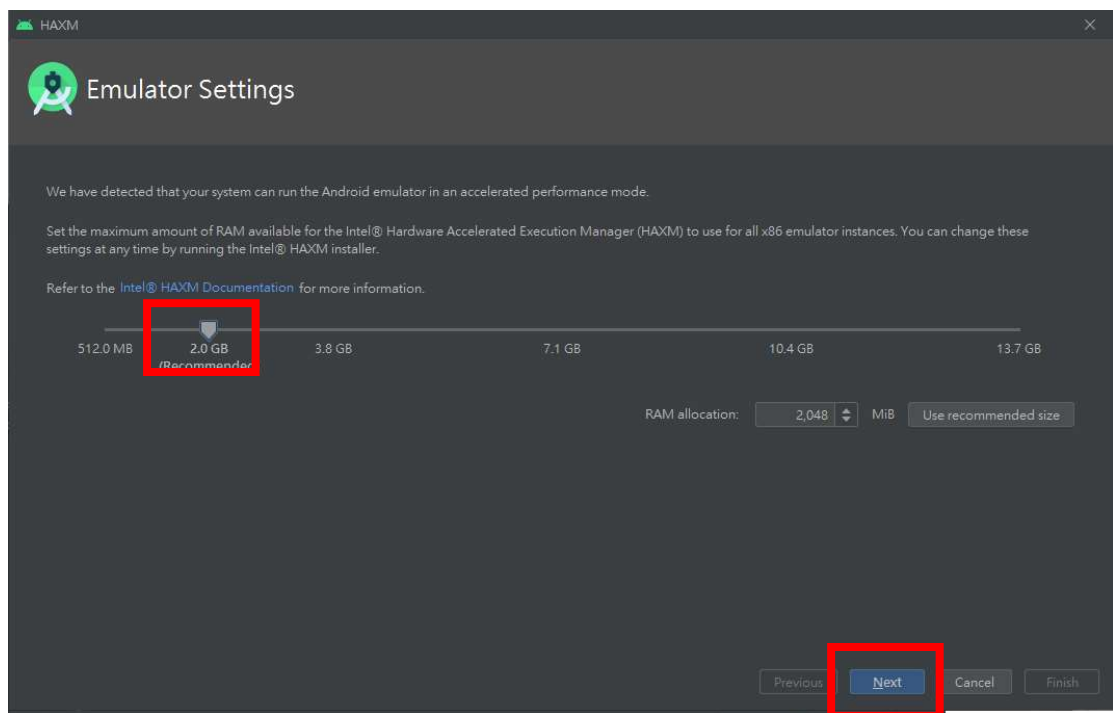 HAXM
Emulator Settings
We have detected that your system can run the Android emulator in an accelerated performance mode.
Set the maximum amount of RAM available for the Intel® Hardware Accelerated Execution Manager (HAXM) to use for all x86 emulator instances. You can change these
settings at any time by running the Intel® HAXM installer.
Refer to the Intel® HAXM Documentation for more information.
512.0 MB 2.0 GB 3.8 GB 7.1 GB 10.4 GB 13.7 GB
(Recommended
RAM allocation: 2,048 MiB Use recommended size
Previous Next Cancel Finish